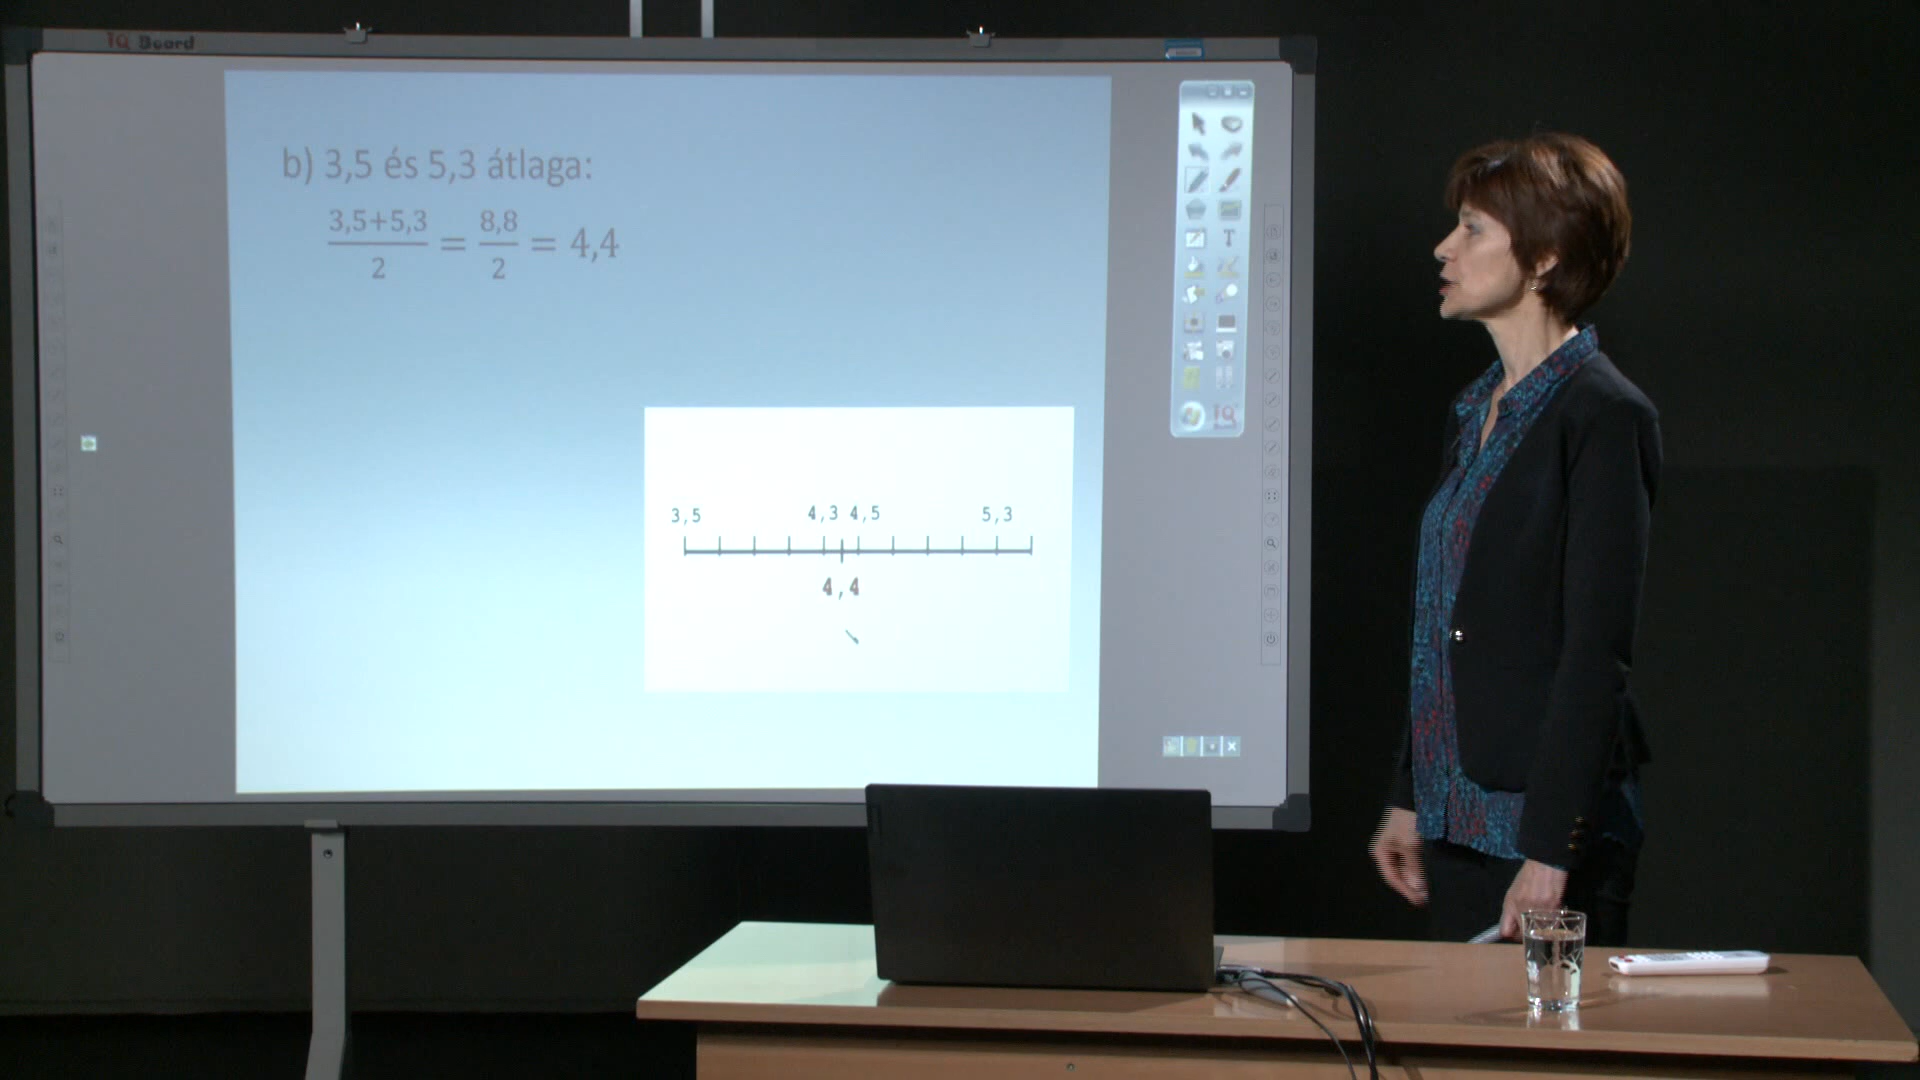 IQ Board
b) 3,5 és 5,3 átlaga:
3,5+5,3/2 = 8,8/2 = 4,4
3,5 4,3 4,5 5,3
4,4
T
IQ